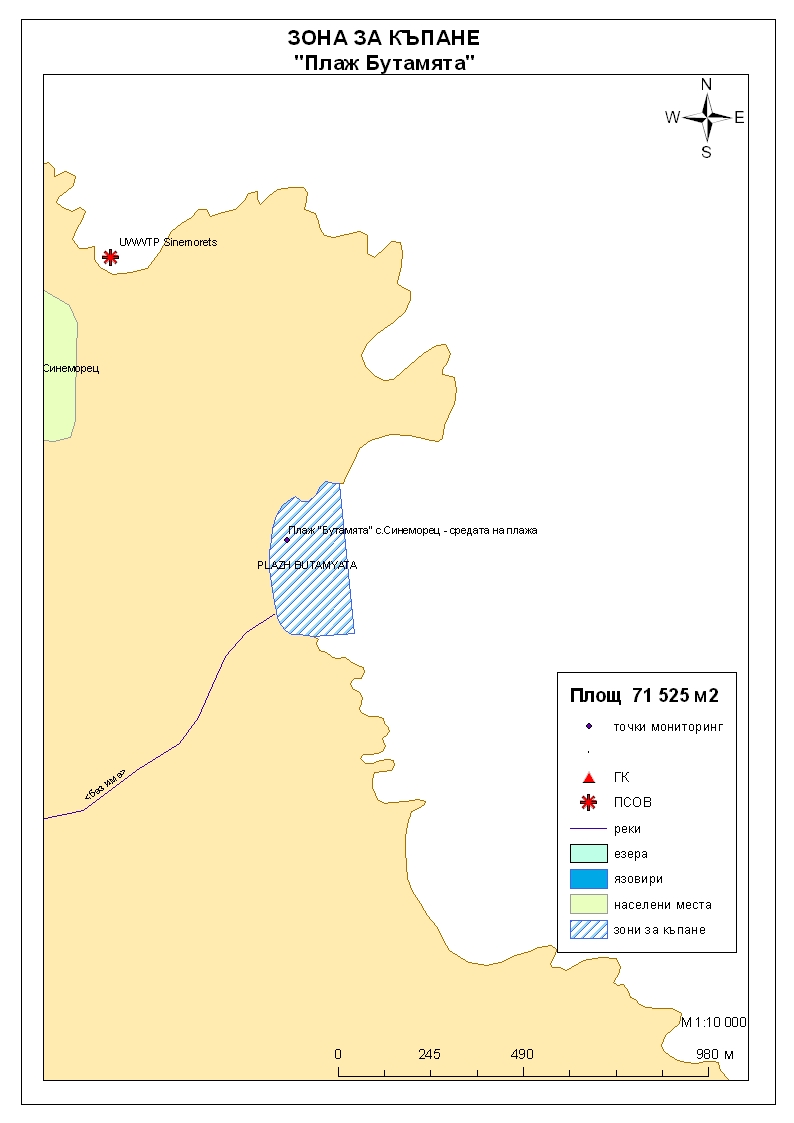 ЗОНА ЗА КЪПАНЕ
"Плаж Бутамята"
N
W E
S
UWWTP Sinemorets
Синеморец
Плаж "Бутамята" с.Синеморец - средата на плажа
PLAZH BUTAMYATA
<без име>
Площ 71 525 м2
точки мониторинг
ГК
ПСОВ
реки
езера
язовири
населени места
зони за къпане
М 1:10 000
0 245 490 980 м